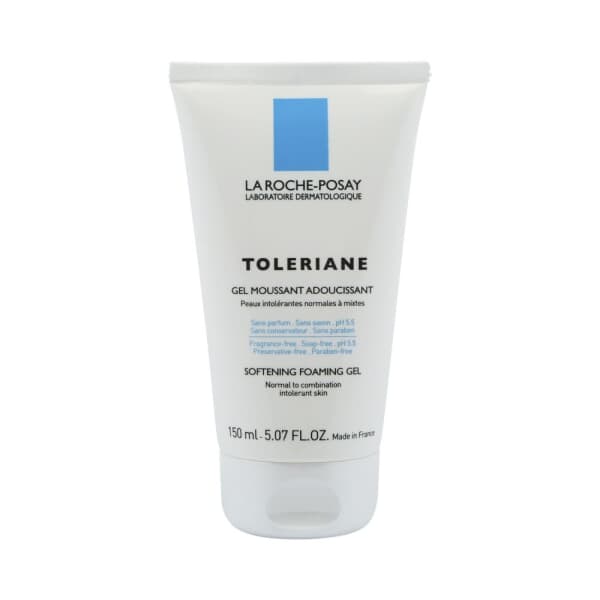 LA ROCHE-POSAY
LABORATOIRE DERMATOLOGIQUE
TOLERIANE
GEL MOUSSANT ADOUCISSANT
Peaux intolérantes normales à mixtes
Sans parfum . Sans savon . pH 5.5
Sans conservateur . Sans paraben
Fragrance-free . Soap-free . pH 5.5
Preservative-free . Paraben-free
SOFTENING FOAMING GEL
Normal to combination
intolerant skin
150 ml - 5.07 FL.OZ. Made in France